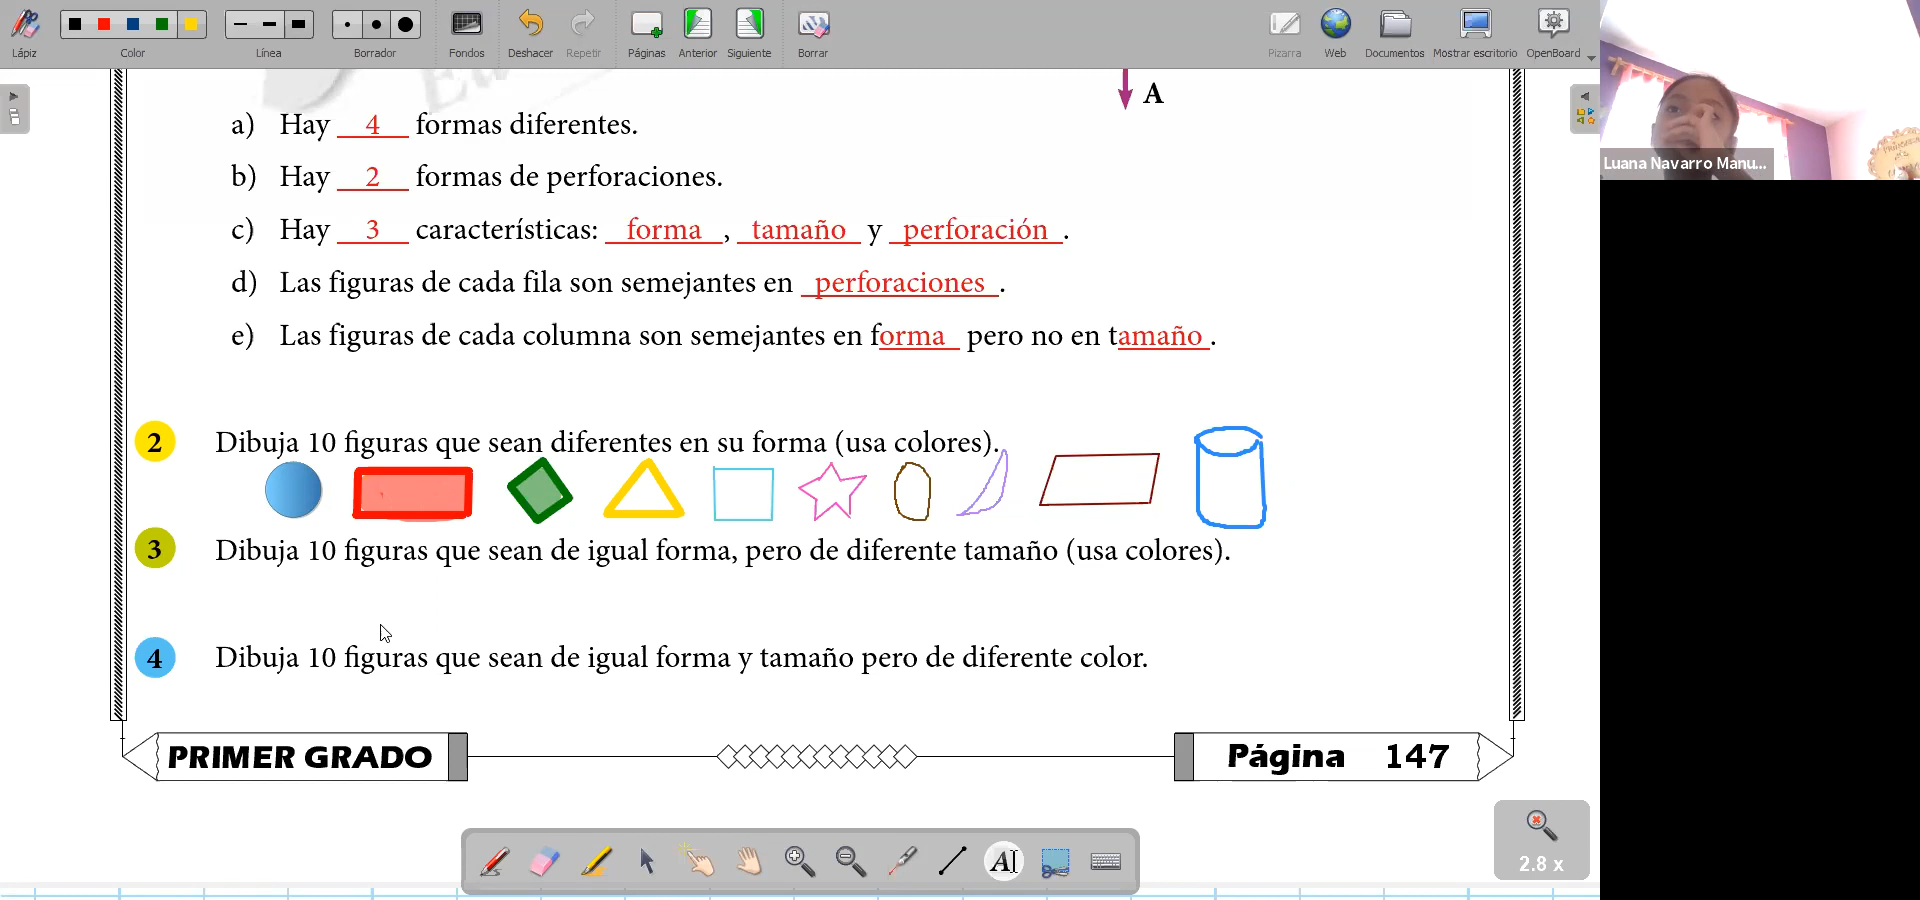 Lápiz
Color
Línea
Borrador
Fondos
Deshacer
Repetir
Páginas
Anterior
Siguiente
Borrar
Pizarra
Web
Documentos
Mostrar escritorio
OpenBoard
A
a) Hay 4 formas diferentes.
b) Hay 2 formas de perforaciones.
c) Hay 3 características: forma, tamaño y perforación.
d) Las figuras de cada fila son semejantes en perforaciones.
e) Las figuras de cada columna son semejantes en forma pero no en tamaño.
2 Dibuja 10 figuras que sean diferentes en su forma (usa colores).
3 Dibuja 10 figuras que sean de igual forma, pero de diferente tamaño (usa colores).
4 Dibuja 10 figuras que sean de igual forma y tamaño pero de diferente color.
PRIMER GRADO
Página 147
2.8 x
Luana Navarro Manu...